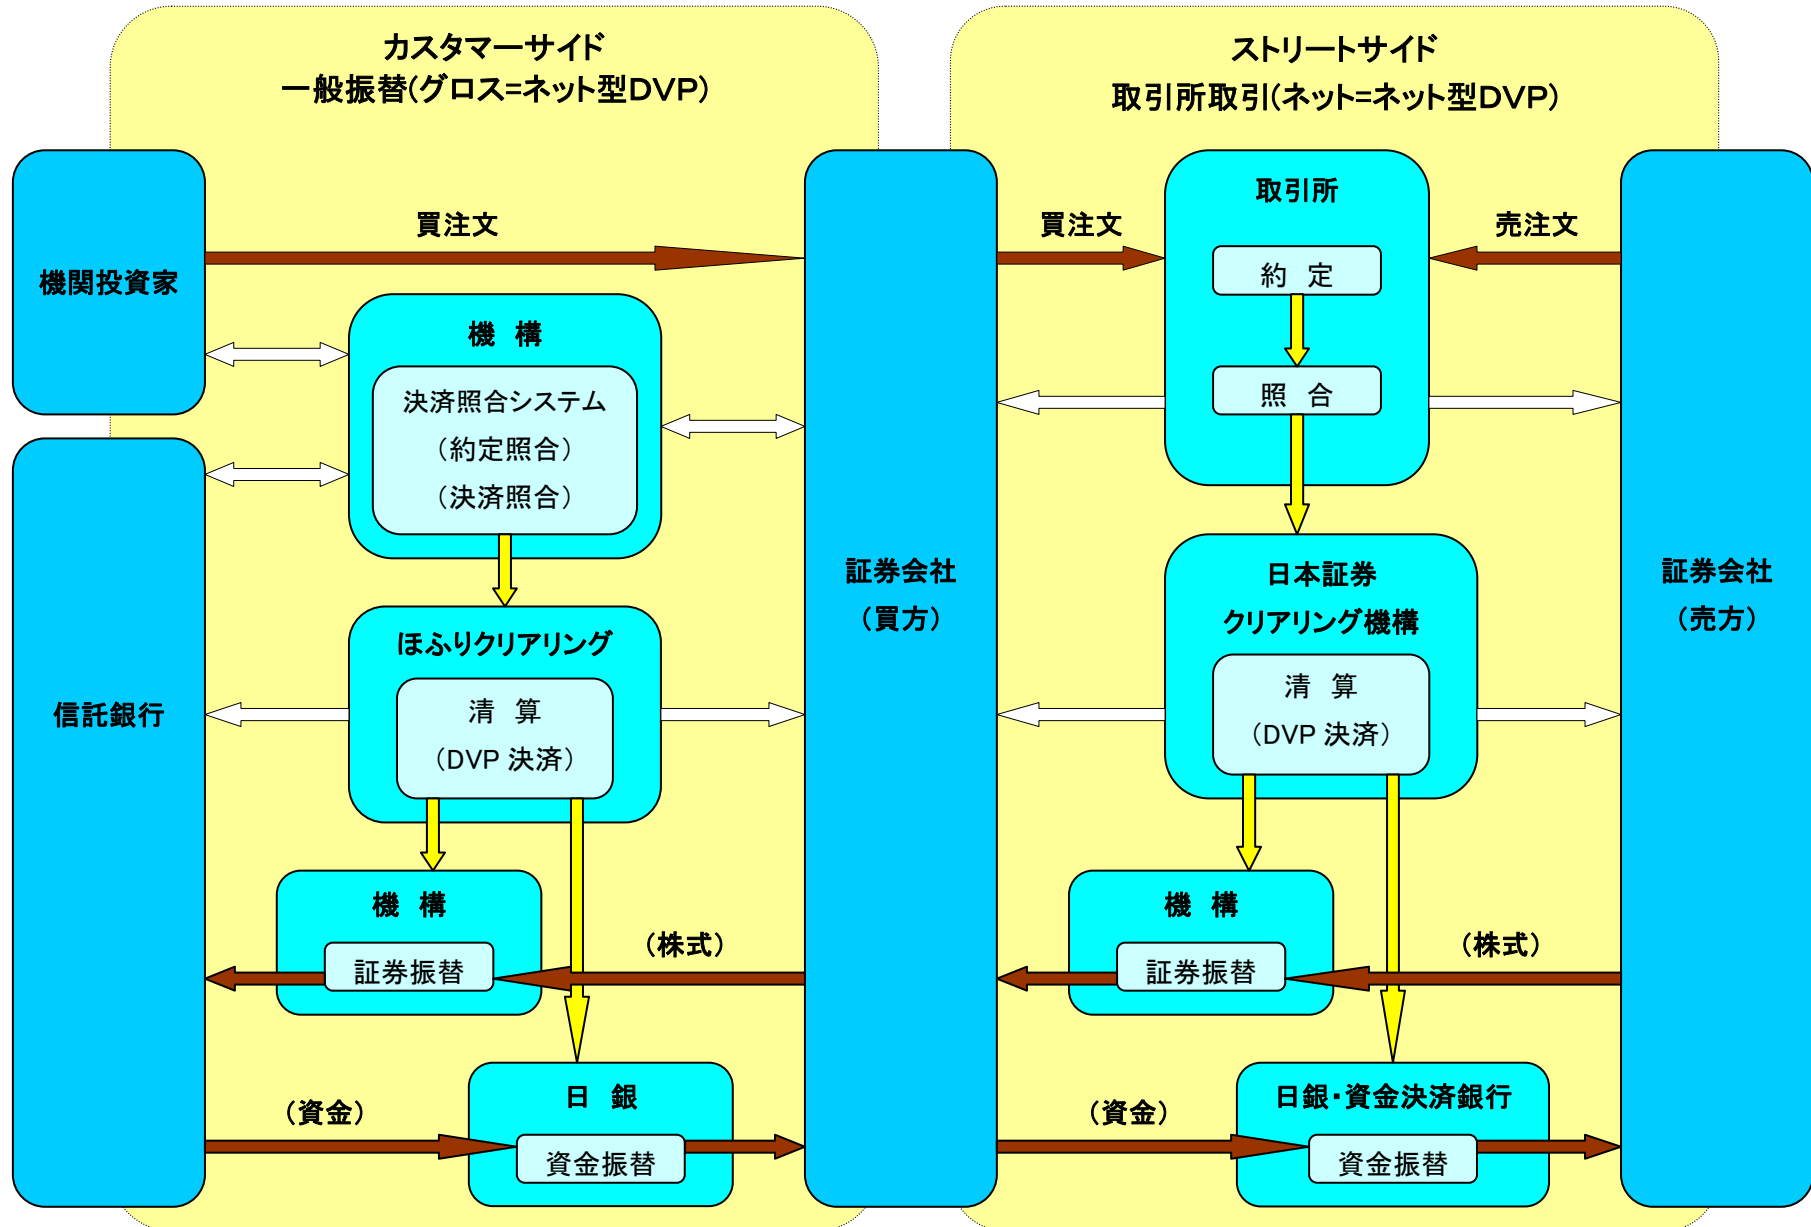 カスタマーサイド
一般振替(グロス=ネット型DVP)
ストリートサイド
取引所取引(ネット=ネット型DVP)
機関投資家
買注文
機 構
決済照合システム
（約定照合）
（決済照合）
ほふりクリアリング
清 算
（DVP 決済）
信託銀行
機 構
証券振替
（株式）
日 銀
（資金）
資金振替
証券会社
（買方）
買注文
取引所
約 定
照 合
売注文
日本証券
クリアリング機構
清 算
（DVP 決済）
機 構
証券振替
（株式）
日銀・資金決済銀行
（資金）
資金振替
証券会社
（売方）